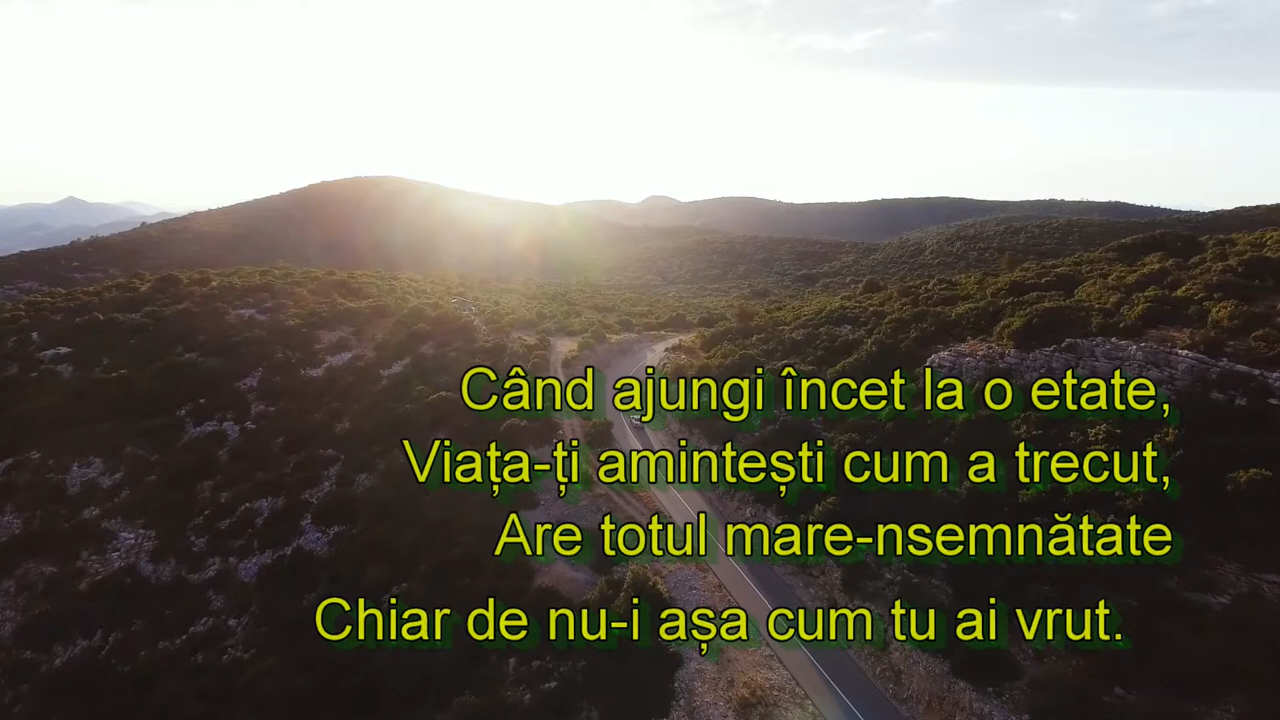 Când ajungi încet la o etate,
Viața-ți amintești cum a trecut,
Are totul mare-nsemnătate
Chiar de nu-i așa cum tu ai vrut.